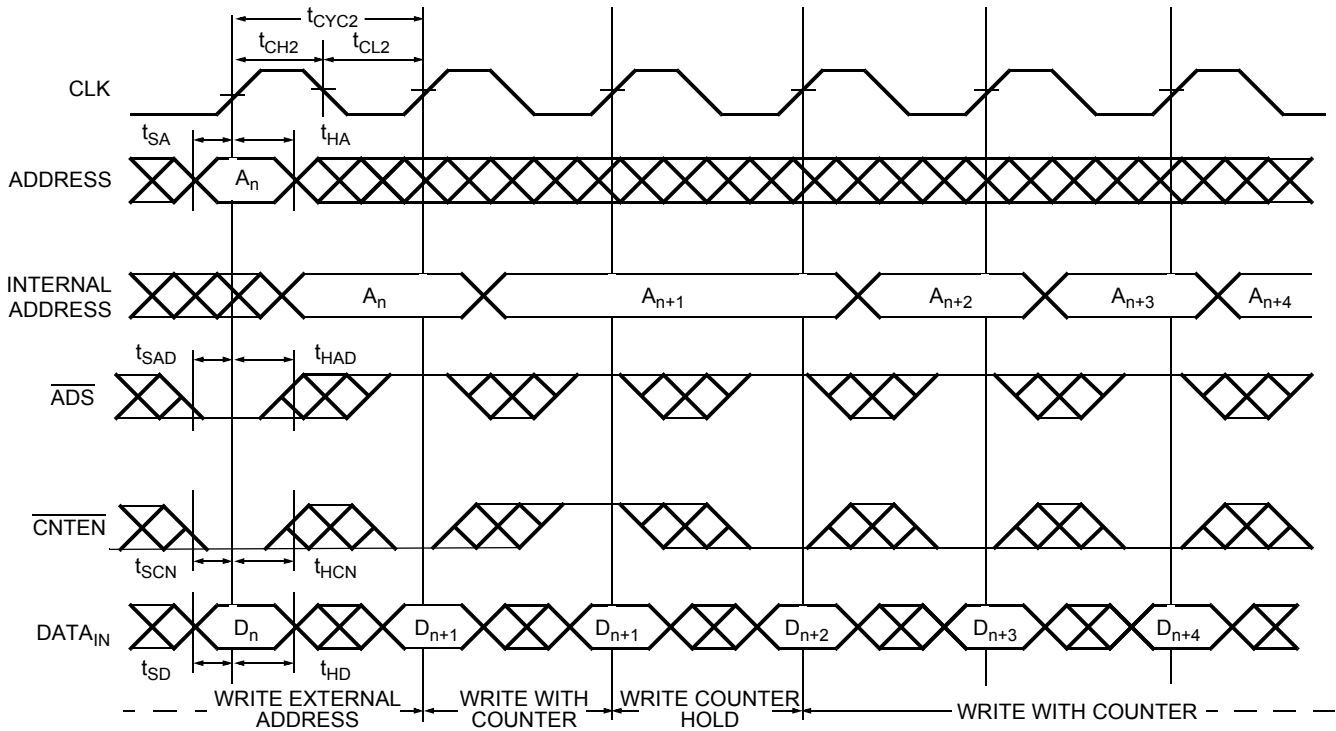 tCYC2
tCH2 tCL2
CLK
tSA tHA
ADDRESS An
INTERNAL
ADDRESS
An An+1 An+2 An+3 An+4
tSAD tHAD
ADS
CNTEN
tSCN tHCN
DATAIN Dn Dn+1 Dn+1 Dn+2 Dn+3 Dn+4
tSD tHD
WRITE EXTERNAL
ADDRESS
WRITE WITH
COUNTER
WRITE COUNTER
HOLD
WRITE WITH COUNTER